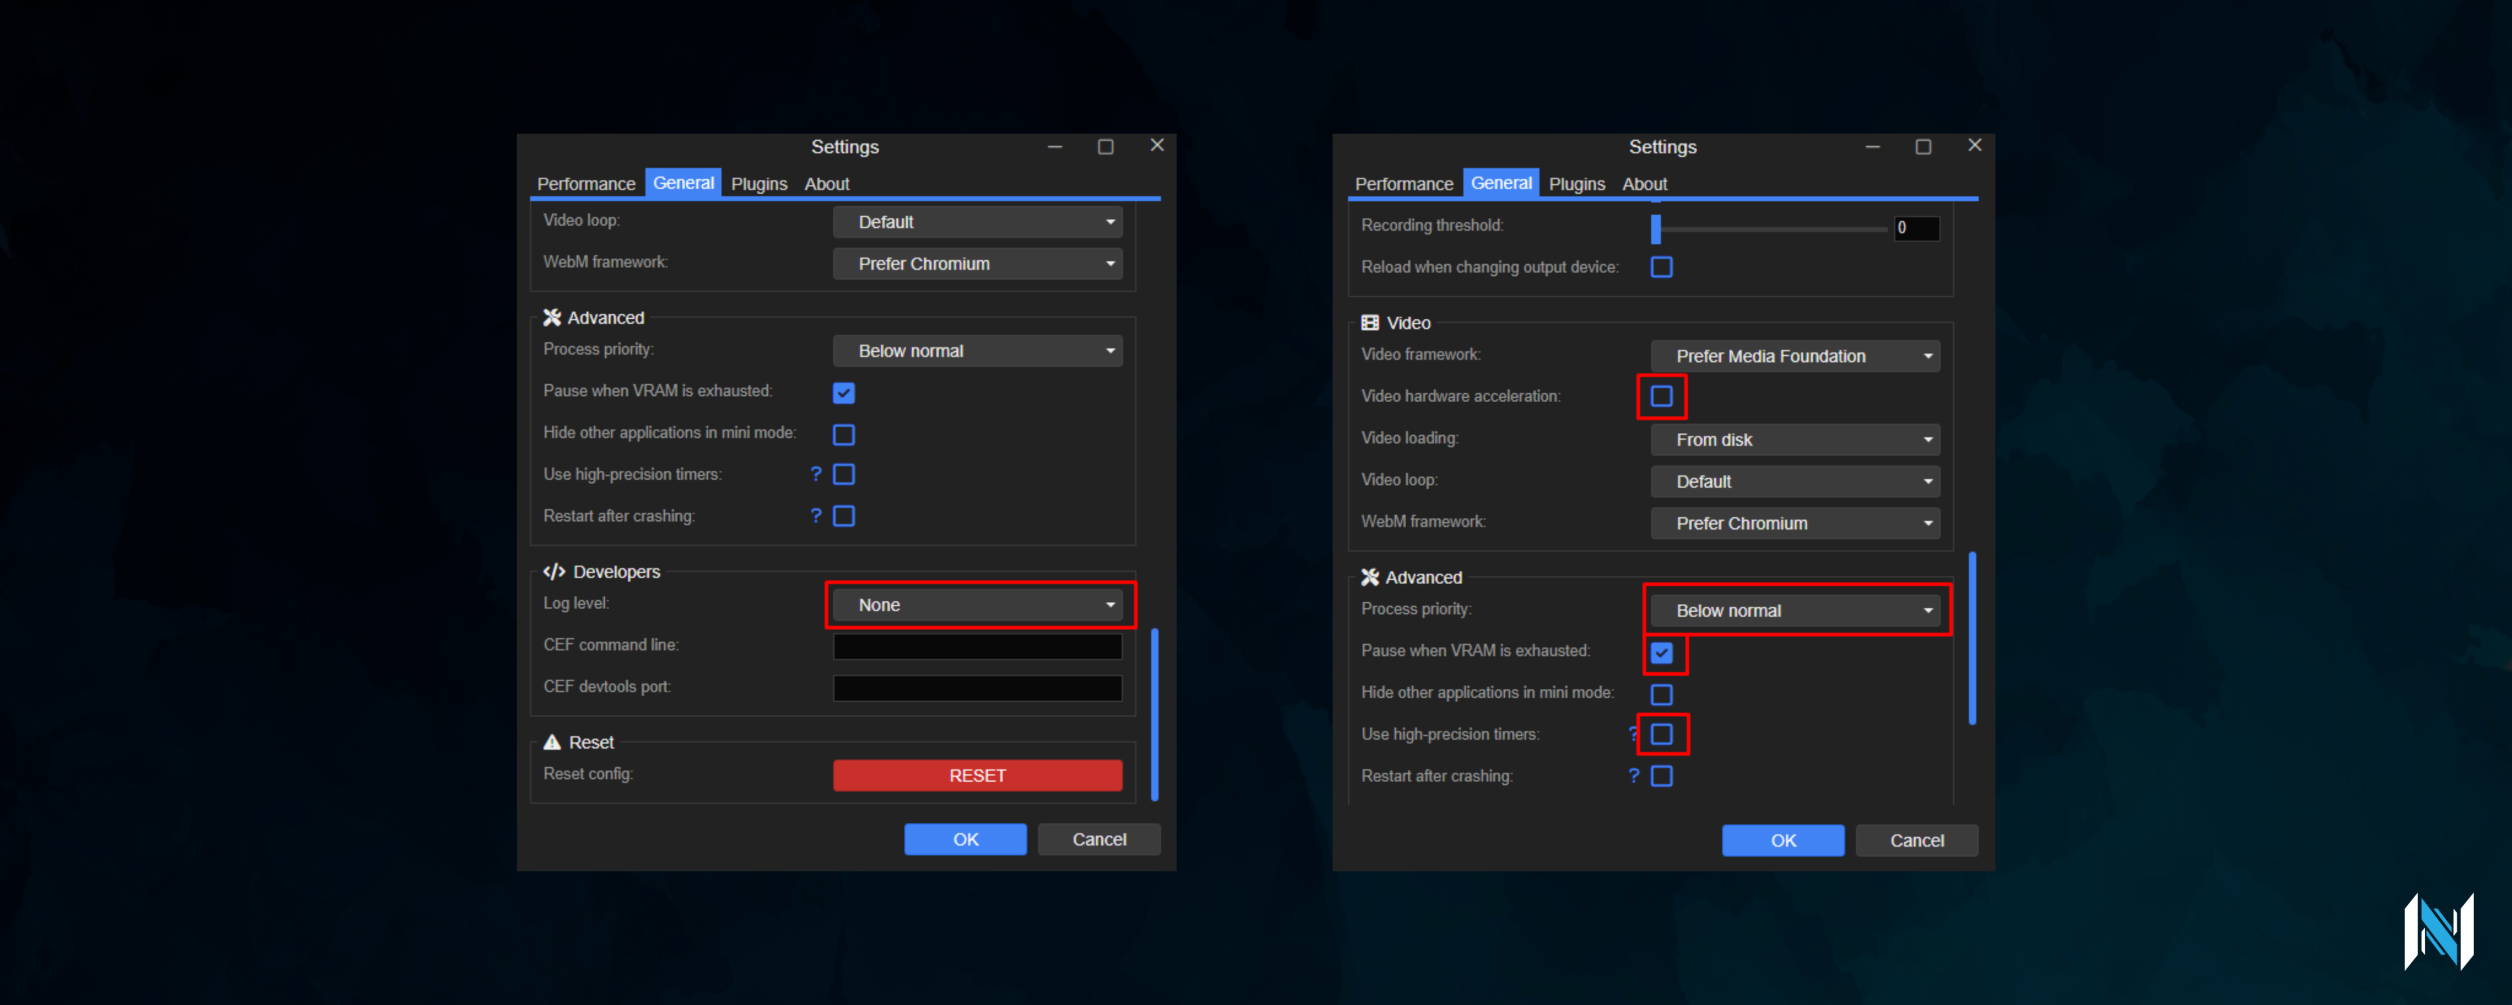 Settings
Performance General Plugins About
Video loop: Default
WebM framework: Prefer Chromium
Advanced
Process priority: Below normal
Pause when VRAM is exhausted:
Hide other applications in mini mode:
Use high-precision timers: ?
Restart after crashing: ?
</> Developers
Log level: None
CEF command line:
CEF devtools port:
Reset
Reset config: RESET
OK Cancel
Settings
Performance General Plugins About
Recording threshold: 0
Reload when changing output device:
Video
Video framework: Prefer Media Foundation
Video hardware acceleration:
Video loading: From disk
Video loop: Default
WebM framework: Prefer Chromium
Advanced
Process priority: Below normal
Pause when VRAM is exhausted:
Hide other applications in mini mode:
Use high-precision timers: ?
Restart after crashing: ?
OK Cancel